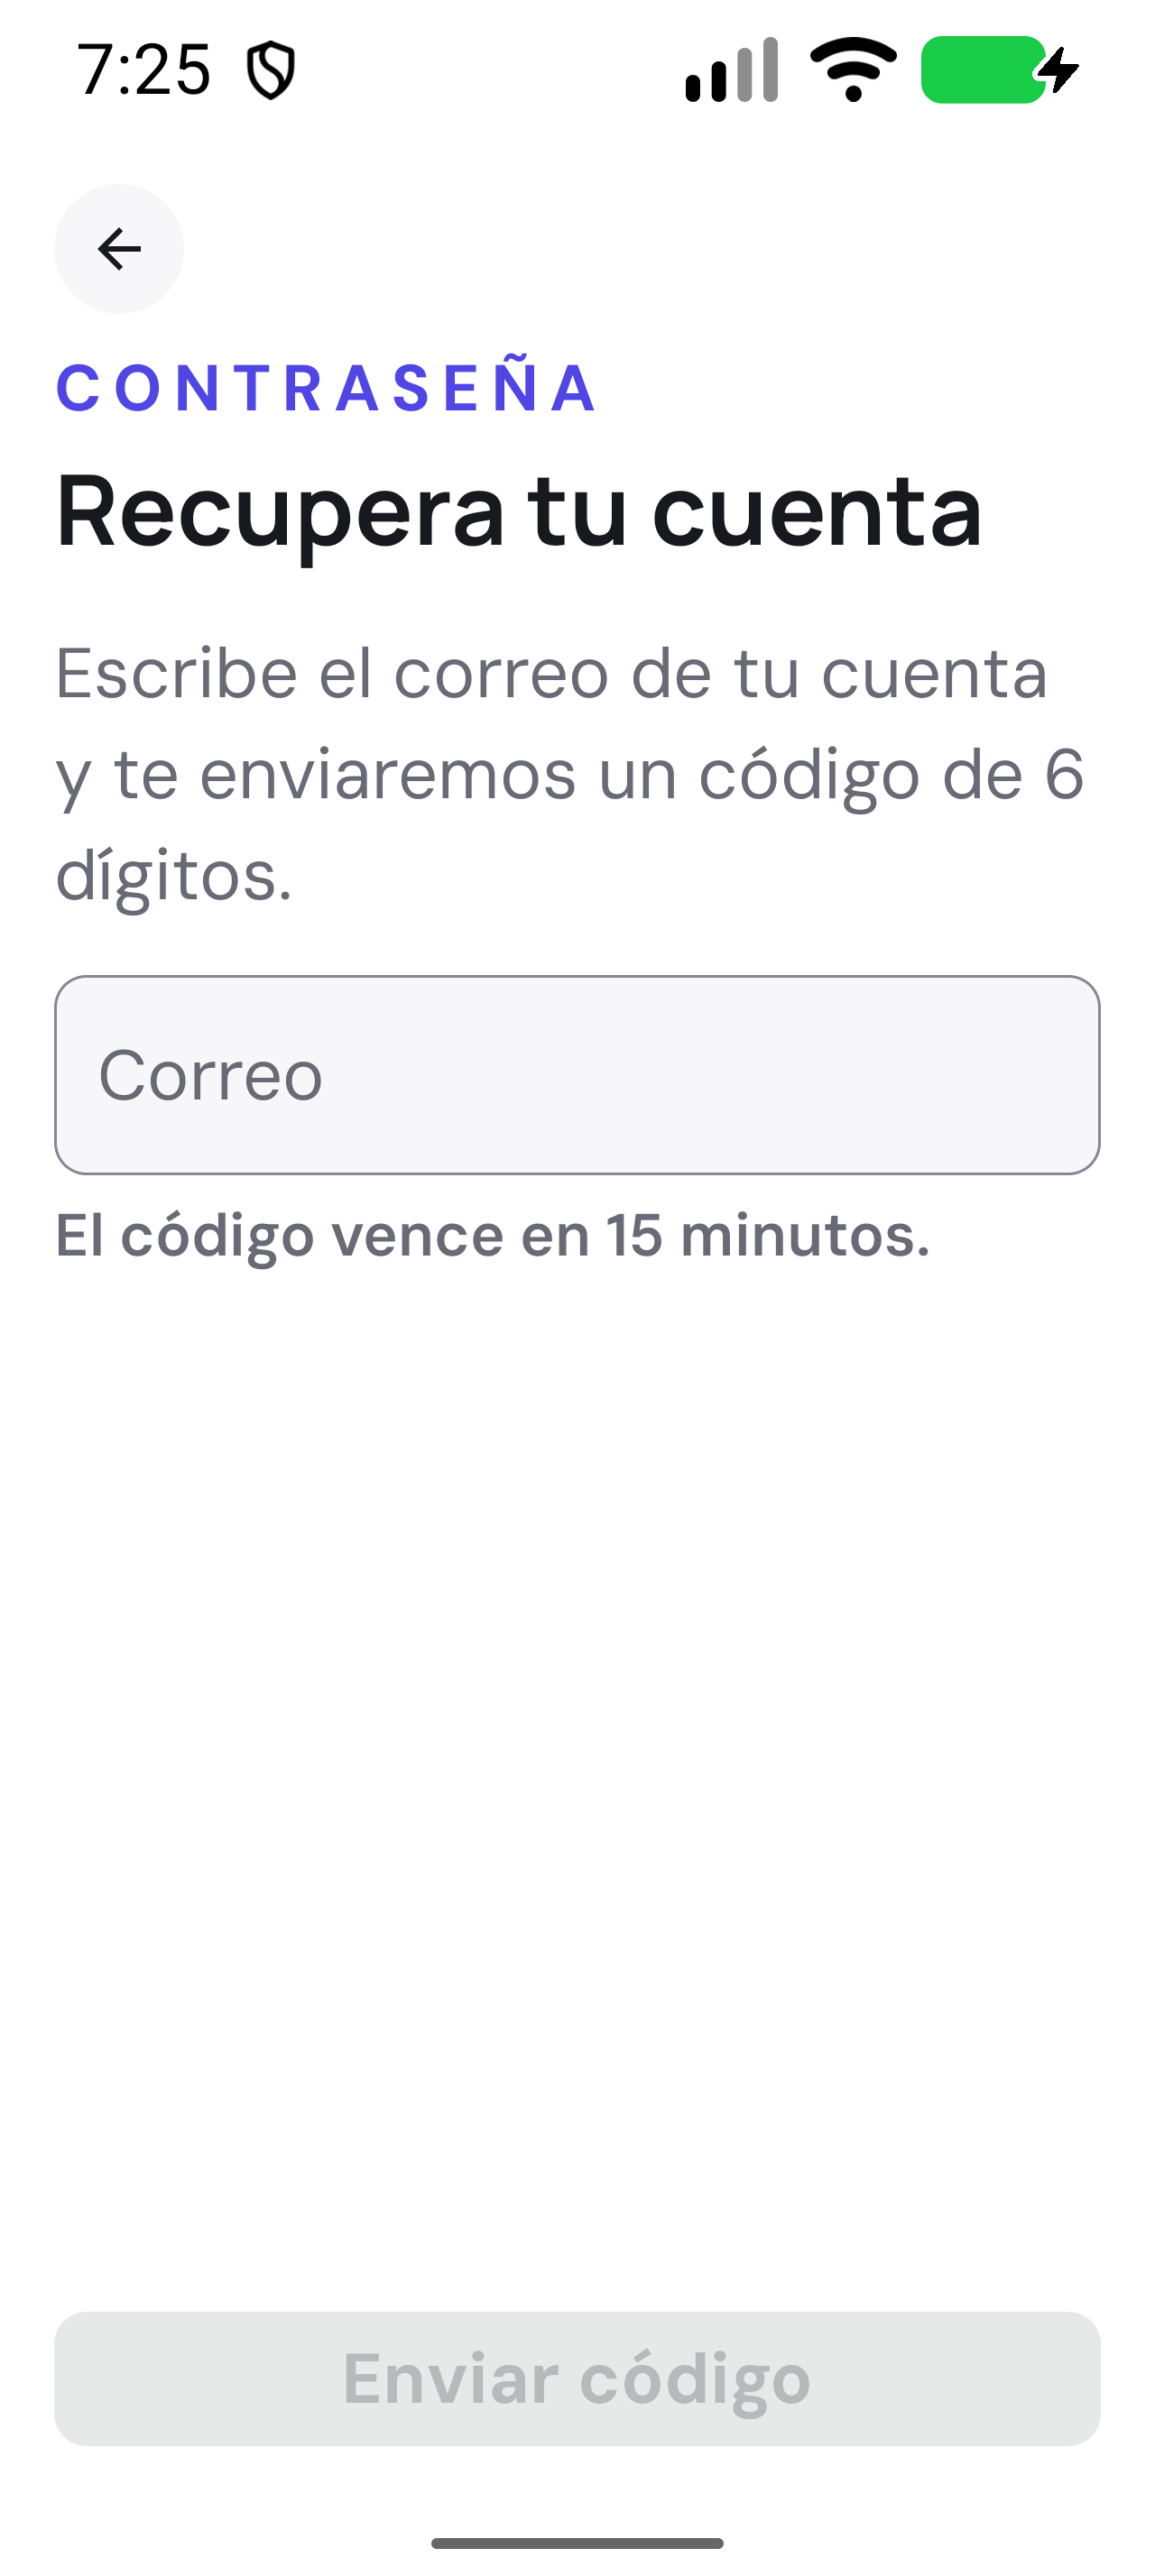 7:25
CONTRASEÑA
Recupera tu cuenta
Escribe el correo de tu cuenta
y te enviaremos un código de 6
dígitos.
Correo
El código vence en 15 minutos.
Enviar código